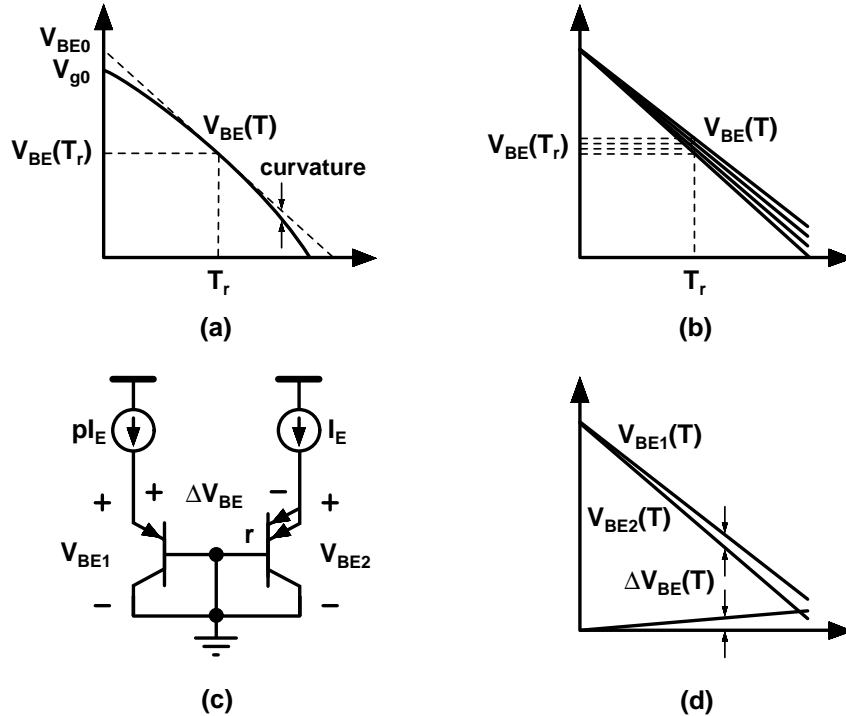 V_BE0
V_g0
V_BE(T)
V_BE(T_r)
curvature
T_r
(a)
V_BE(T)
V_BE(T_r)
T_r
(b)
pI_E
I_E
+ + ΔV_BE − +
r
V_BE1
V_BE2
− −
(c)
V_BE1(T)
V_BE2(T)
ΔV_BE(T)
(d)